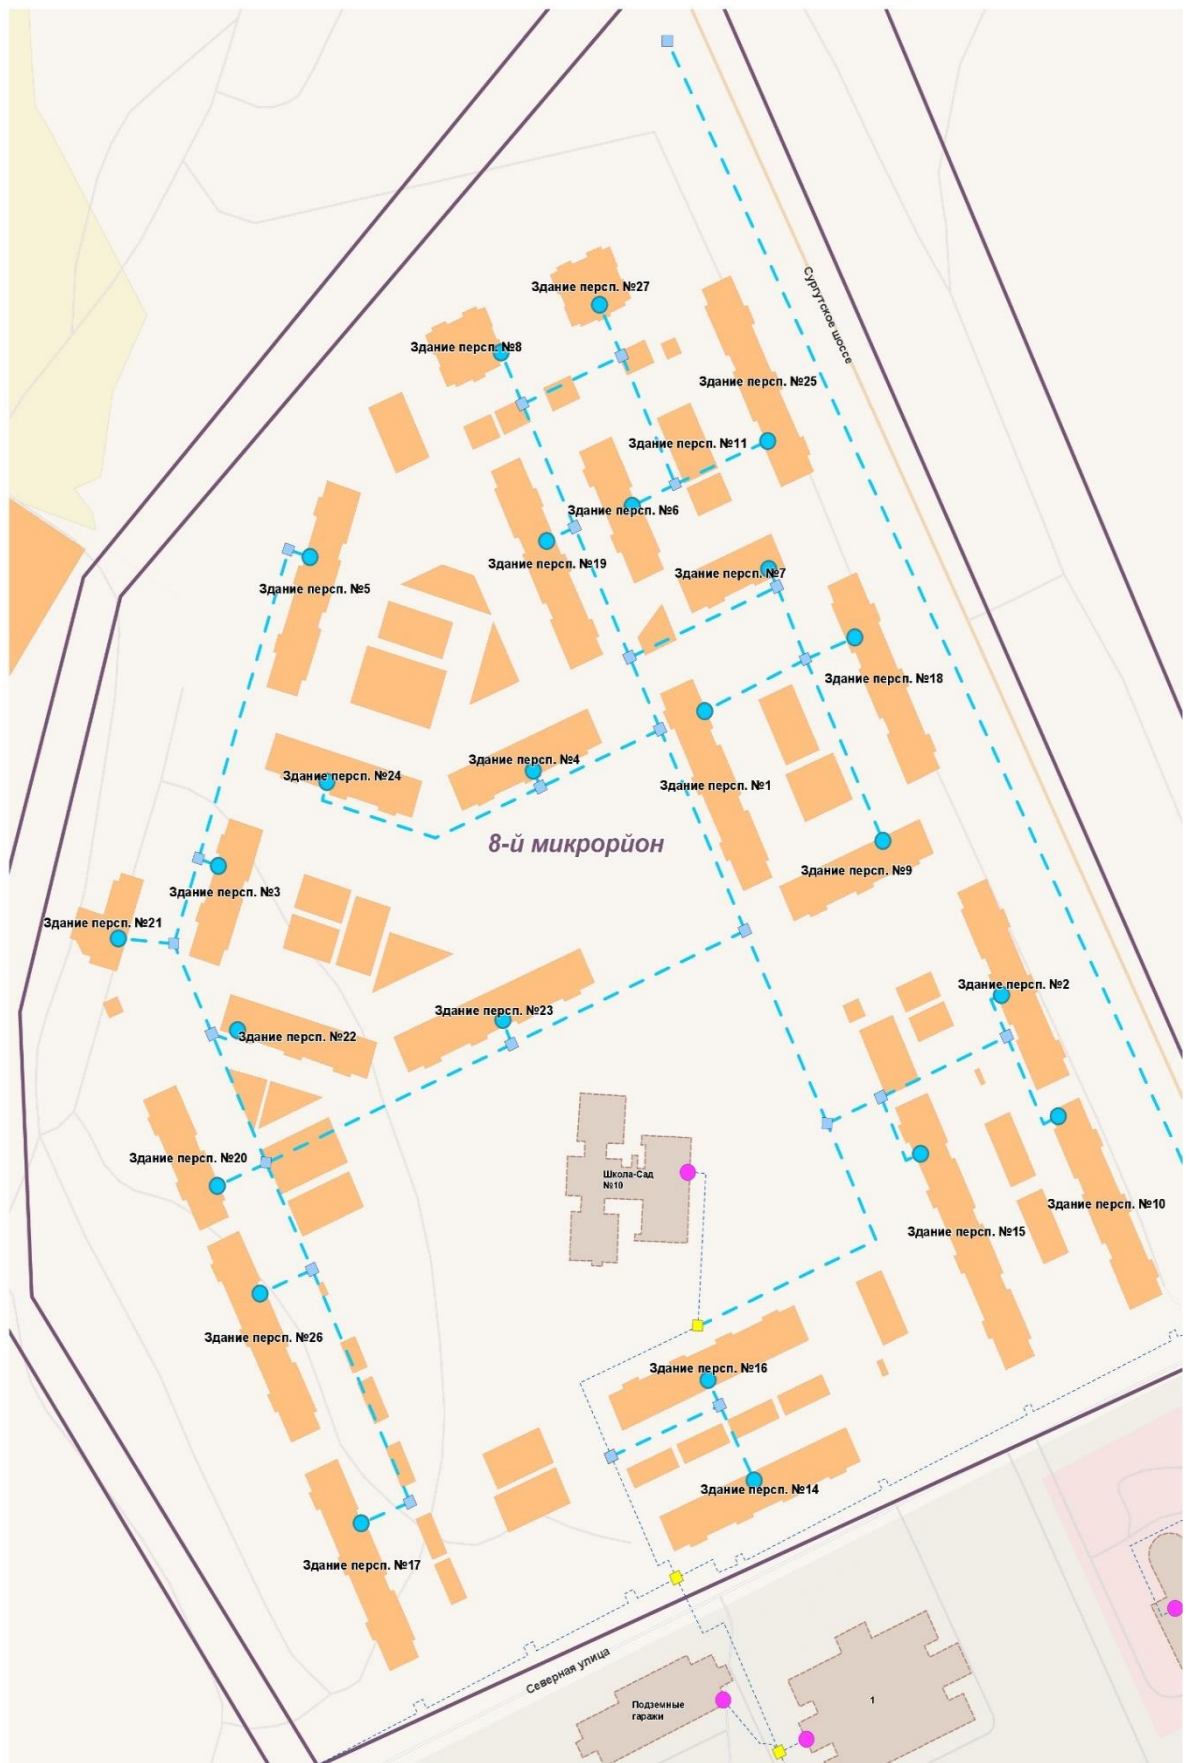 Здание персп. №27
Сургутское шоссе
Здание персп. №8
Здание персп. №25
Здание персп. №11
Здание персп. №6
Здание персп. №19
Здание персп. №7
Здание персп. №5
Здание персп. №18
Здание персп. №4
Здание персп. №24
Здание персп. №1
8-й микрорйон
Здание персп. №9
Здание персп. №3
Здание персп. №21
Здание персп. №2
Здание персп. №23
Здание персп. №22
Здание персп. №20
Школа-Сад
№10
Здание персп. №10
Здание персп. №15
Здание персп. №26
Здание персп. №16
Здание персп. №14
Здание персп. №17
Северная улица
Подземные
гаражи
1